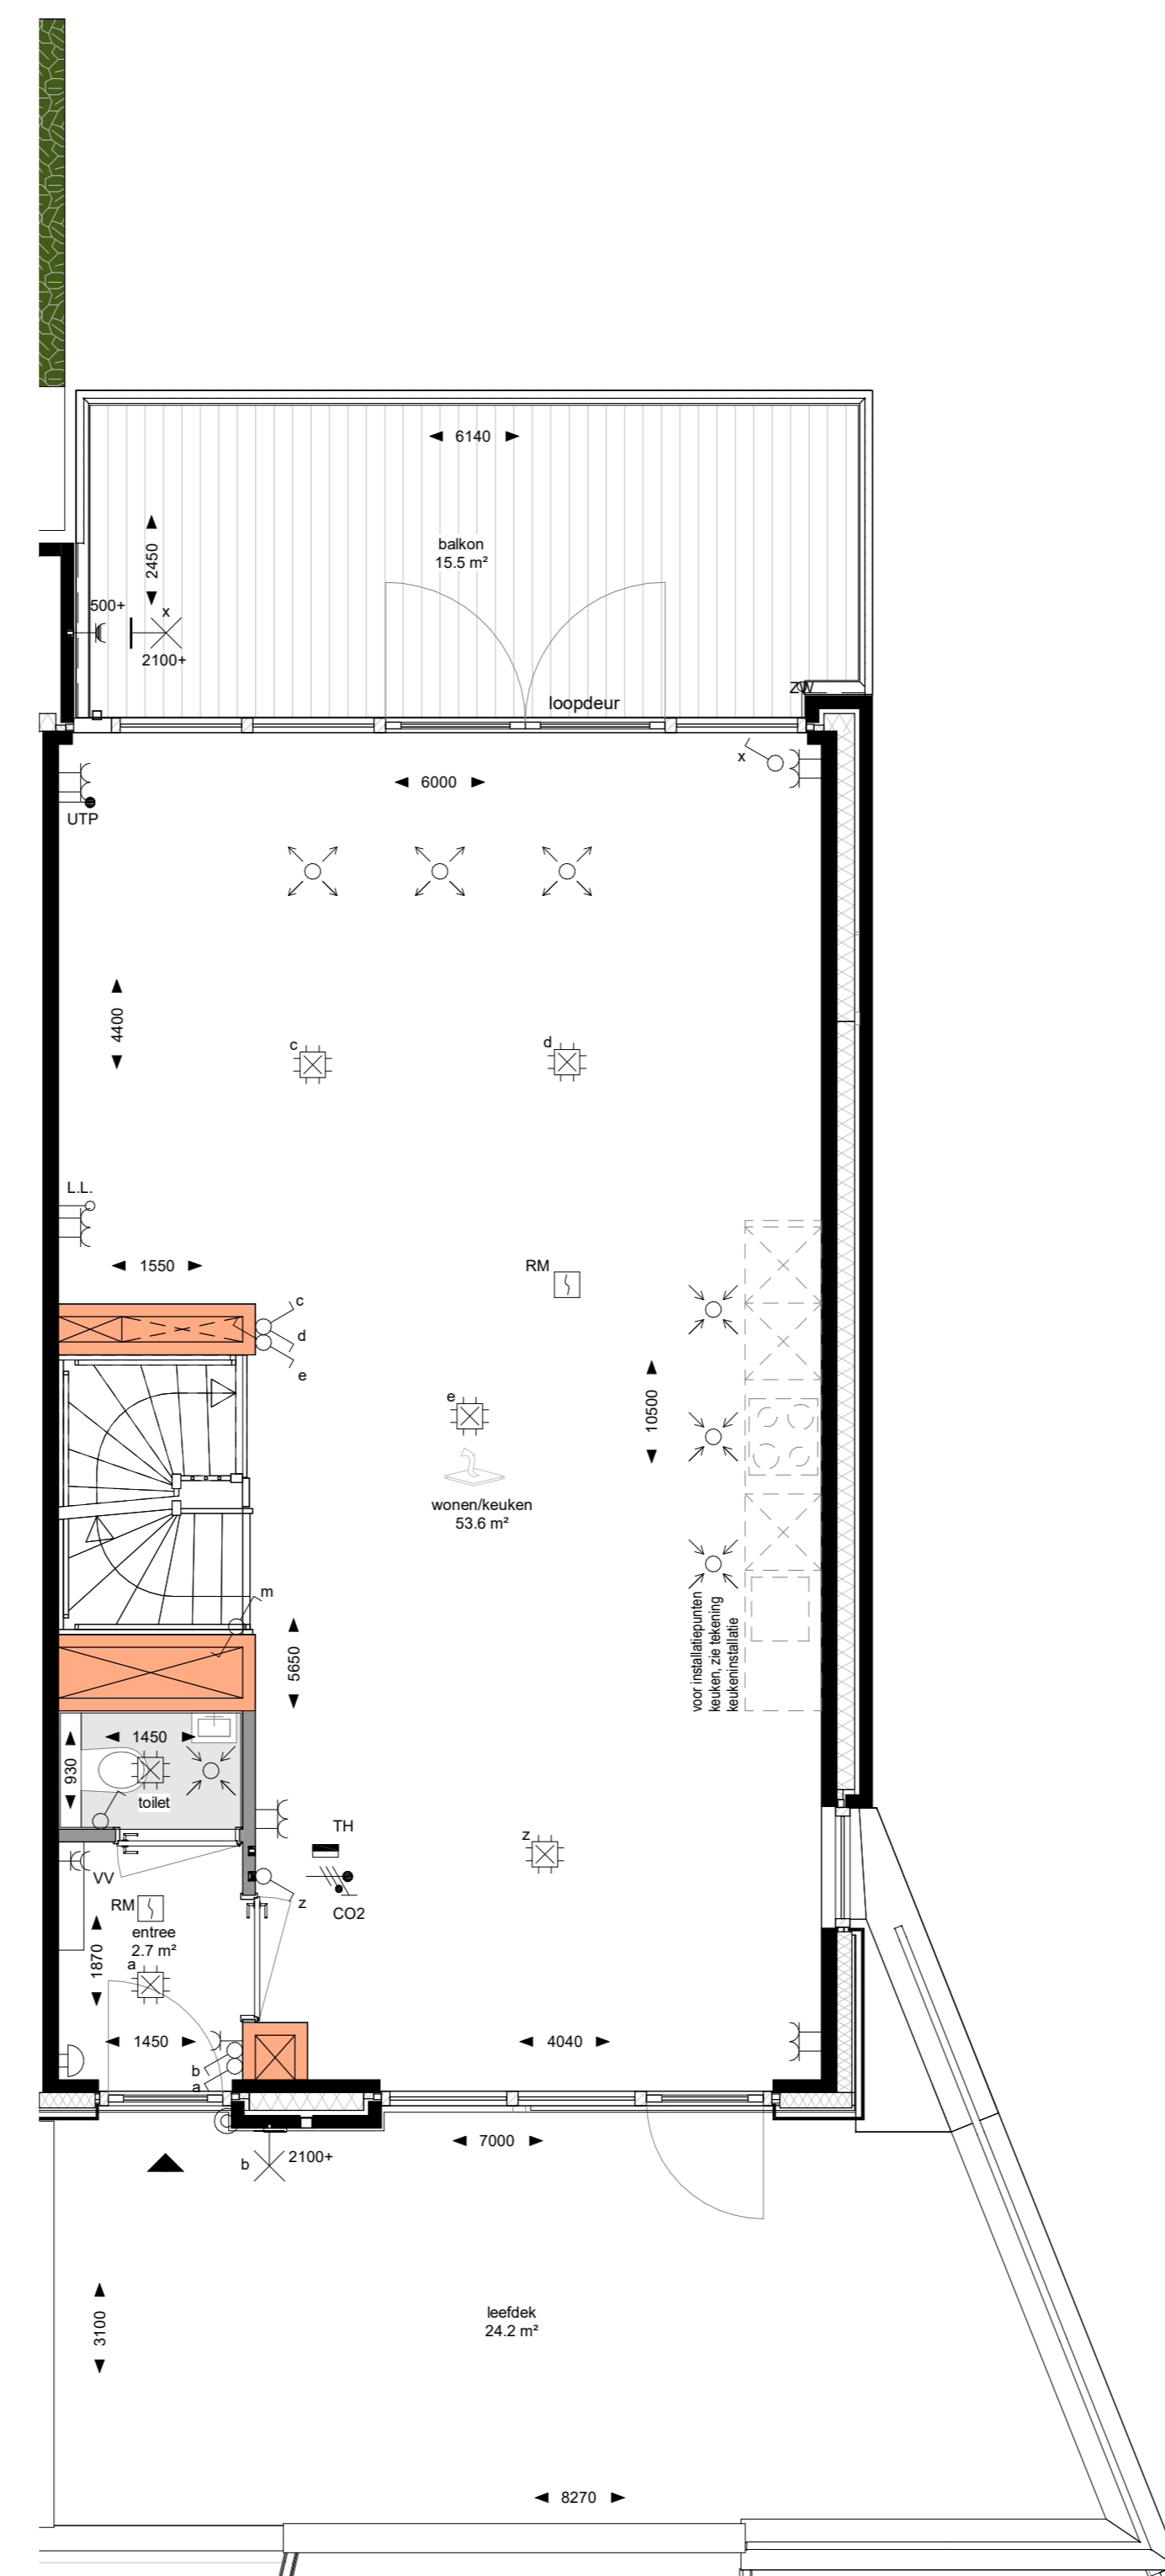 6140
2450
balkon
15.5 m²
500+
x
2100+
ZW
loopdeur
x
6000
UTP
4400
c
d
L.L.
1550
RM
c
d
e
10500
e
wonen/keuken
53.6 m²
m
voor installatiepunten
keuken, zie tekening
keukeninstallatie
5650
1450
930
toilet
TH
z
VV
z
CO2
RM
entree
2.7 m²
1870
a
1450
4040
b
a
7000
b
2100+
leefdek
24.2 m²
3100
8270